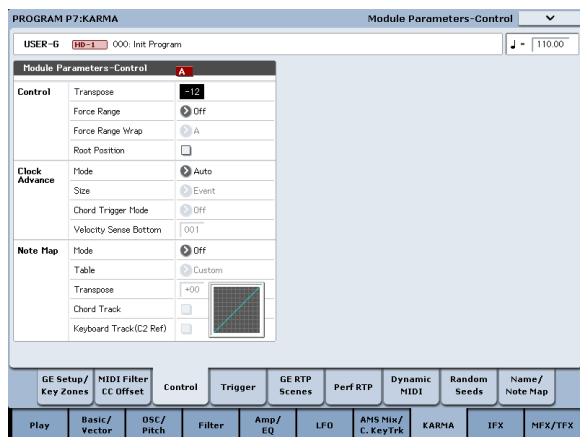 PROGRAM P7:KARMA Module Parameters-Control
USER-G HD-1 000: Init Program ♩ = 110.00
Module Parameters-Control A
Control Transpose -12
Force Range Off
Force Range Wrap A
Root Position
Clock Advance Mode Auto
Size Event
Chord Trigger Mode Off
Velocity Sense Bottom 001
Note Map Mode Off
Table Custom
Transpose +00
Chord Track
Keyboard Track(C2 Ref)
GE Setup/ Key Zones MIDI Filter CC Offset Control Trigger GE RTP Scenes Perf RTP Dynamic MIDI Random Seeds Name/ Note Map
Play Basic/ Vector OSC/ Pitch Filter Amp/ EQ LFO AMS Mix/ C. KeyTrk KARMA IFX MFX/TFX